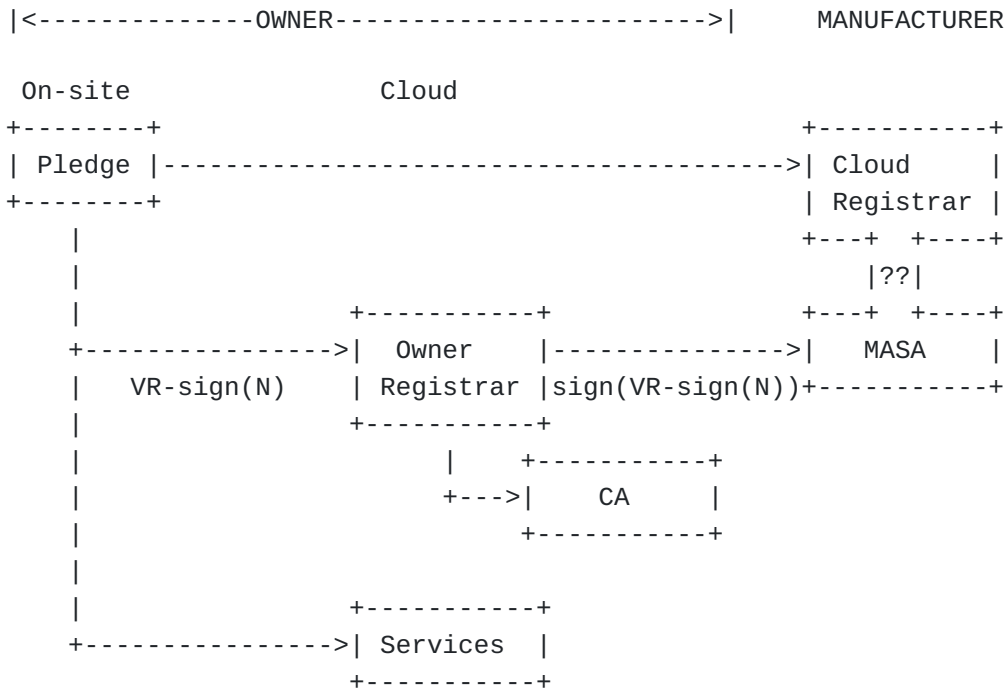 |<--------------OWNER------------------------>|     MANUFACTURER

 On-site                Cloud
+--------+                                         +-----------+
| Pledge |---------------------------------------->| Cloud     |
+--------+                                         | Registrar |
    |                                              +---+  +----+
    |                                                  |??|
    |                 +-----------+                +---+  +----+
    +---------------->|  Owner    |--------------->|   MASA    |
    |   VR-sign(N)    | Registrar |sign(VR-sign(N))+-----------+
    |                 +-----------+
    |                       |    +-----------+
    |                       +--->|    CA     |
    |                            +-----------+
    |
    |                 +-----------+
    +---------------->| Services  |
                      +-----------+